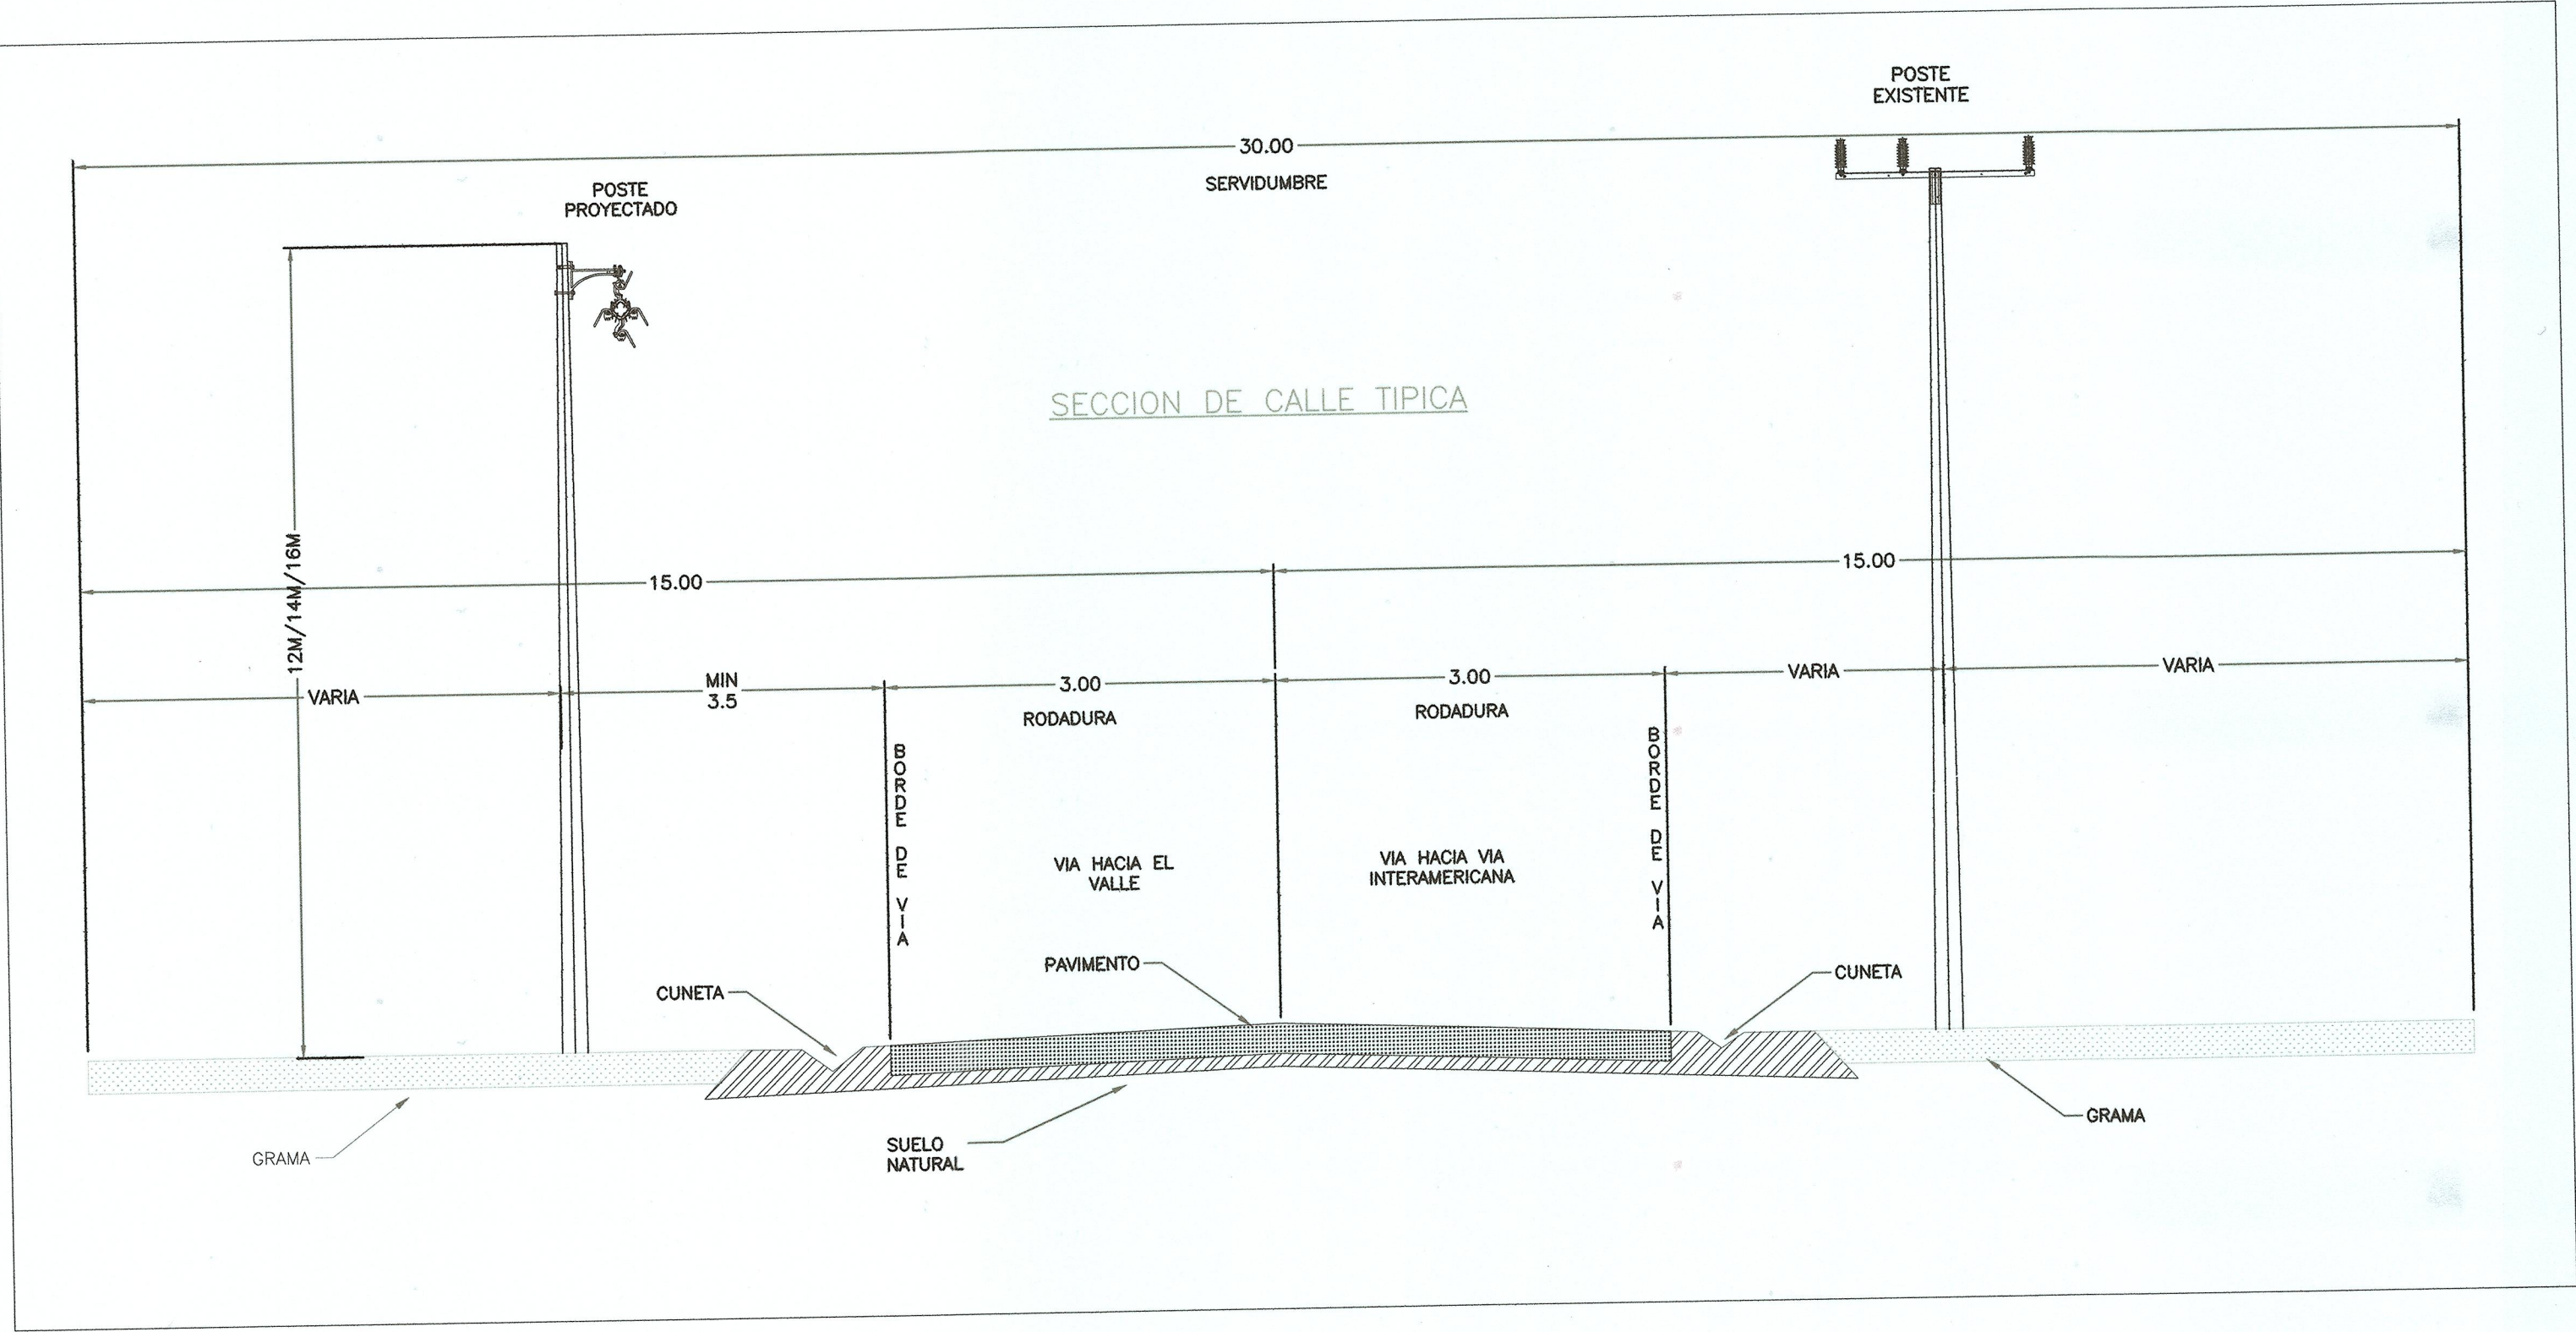 POSTE
EXISTENTE
30.00
SERVIDUMBRE
POSTE
PROYECTADO
SECCION DE CALLE TIPICA
12M/14M/16M
15.00
15.00
VARIA
MIN
3.5
3.00
RODADURA
3.00
RODADURA
VARIA
VARIA
BORDE DE VIA
BORDE DE VIA
VIA HACIA EL
VALLE
VIA HACIA VIA
INTERAMERICANA
PAVIMENTO
CUNETA
CUNETA
GRAMA
SUELO
NATURAL
GRAMA